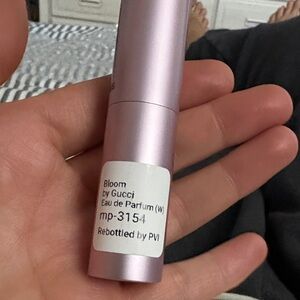 Bloom
by Gucci
Eau de Parfum (W)
mp-3154
Rebottled by PVI